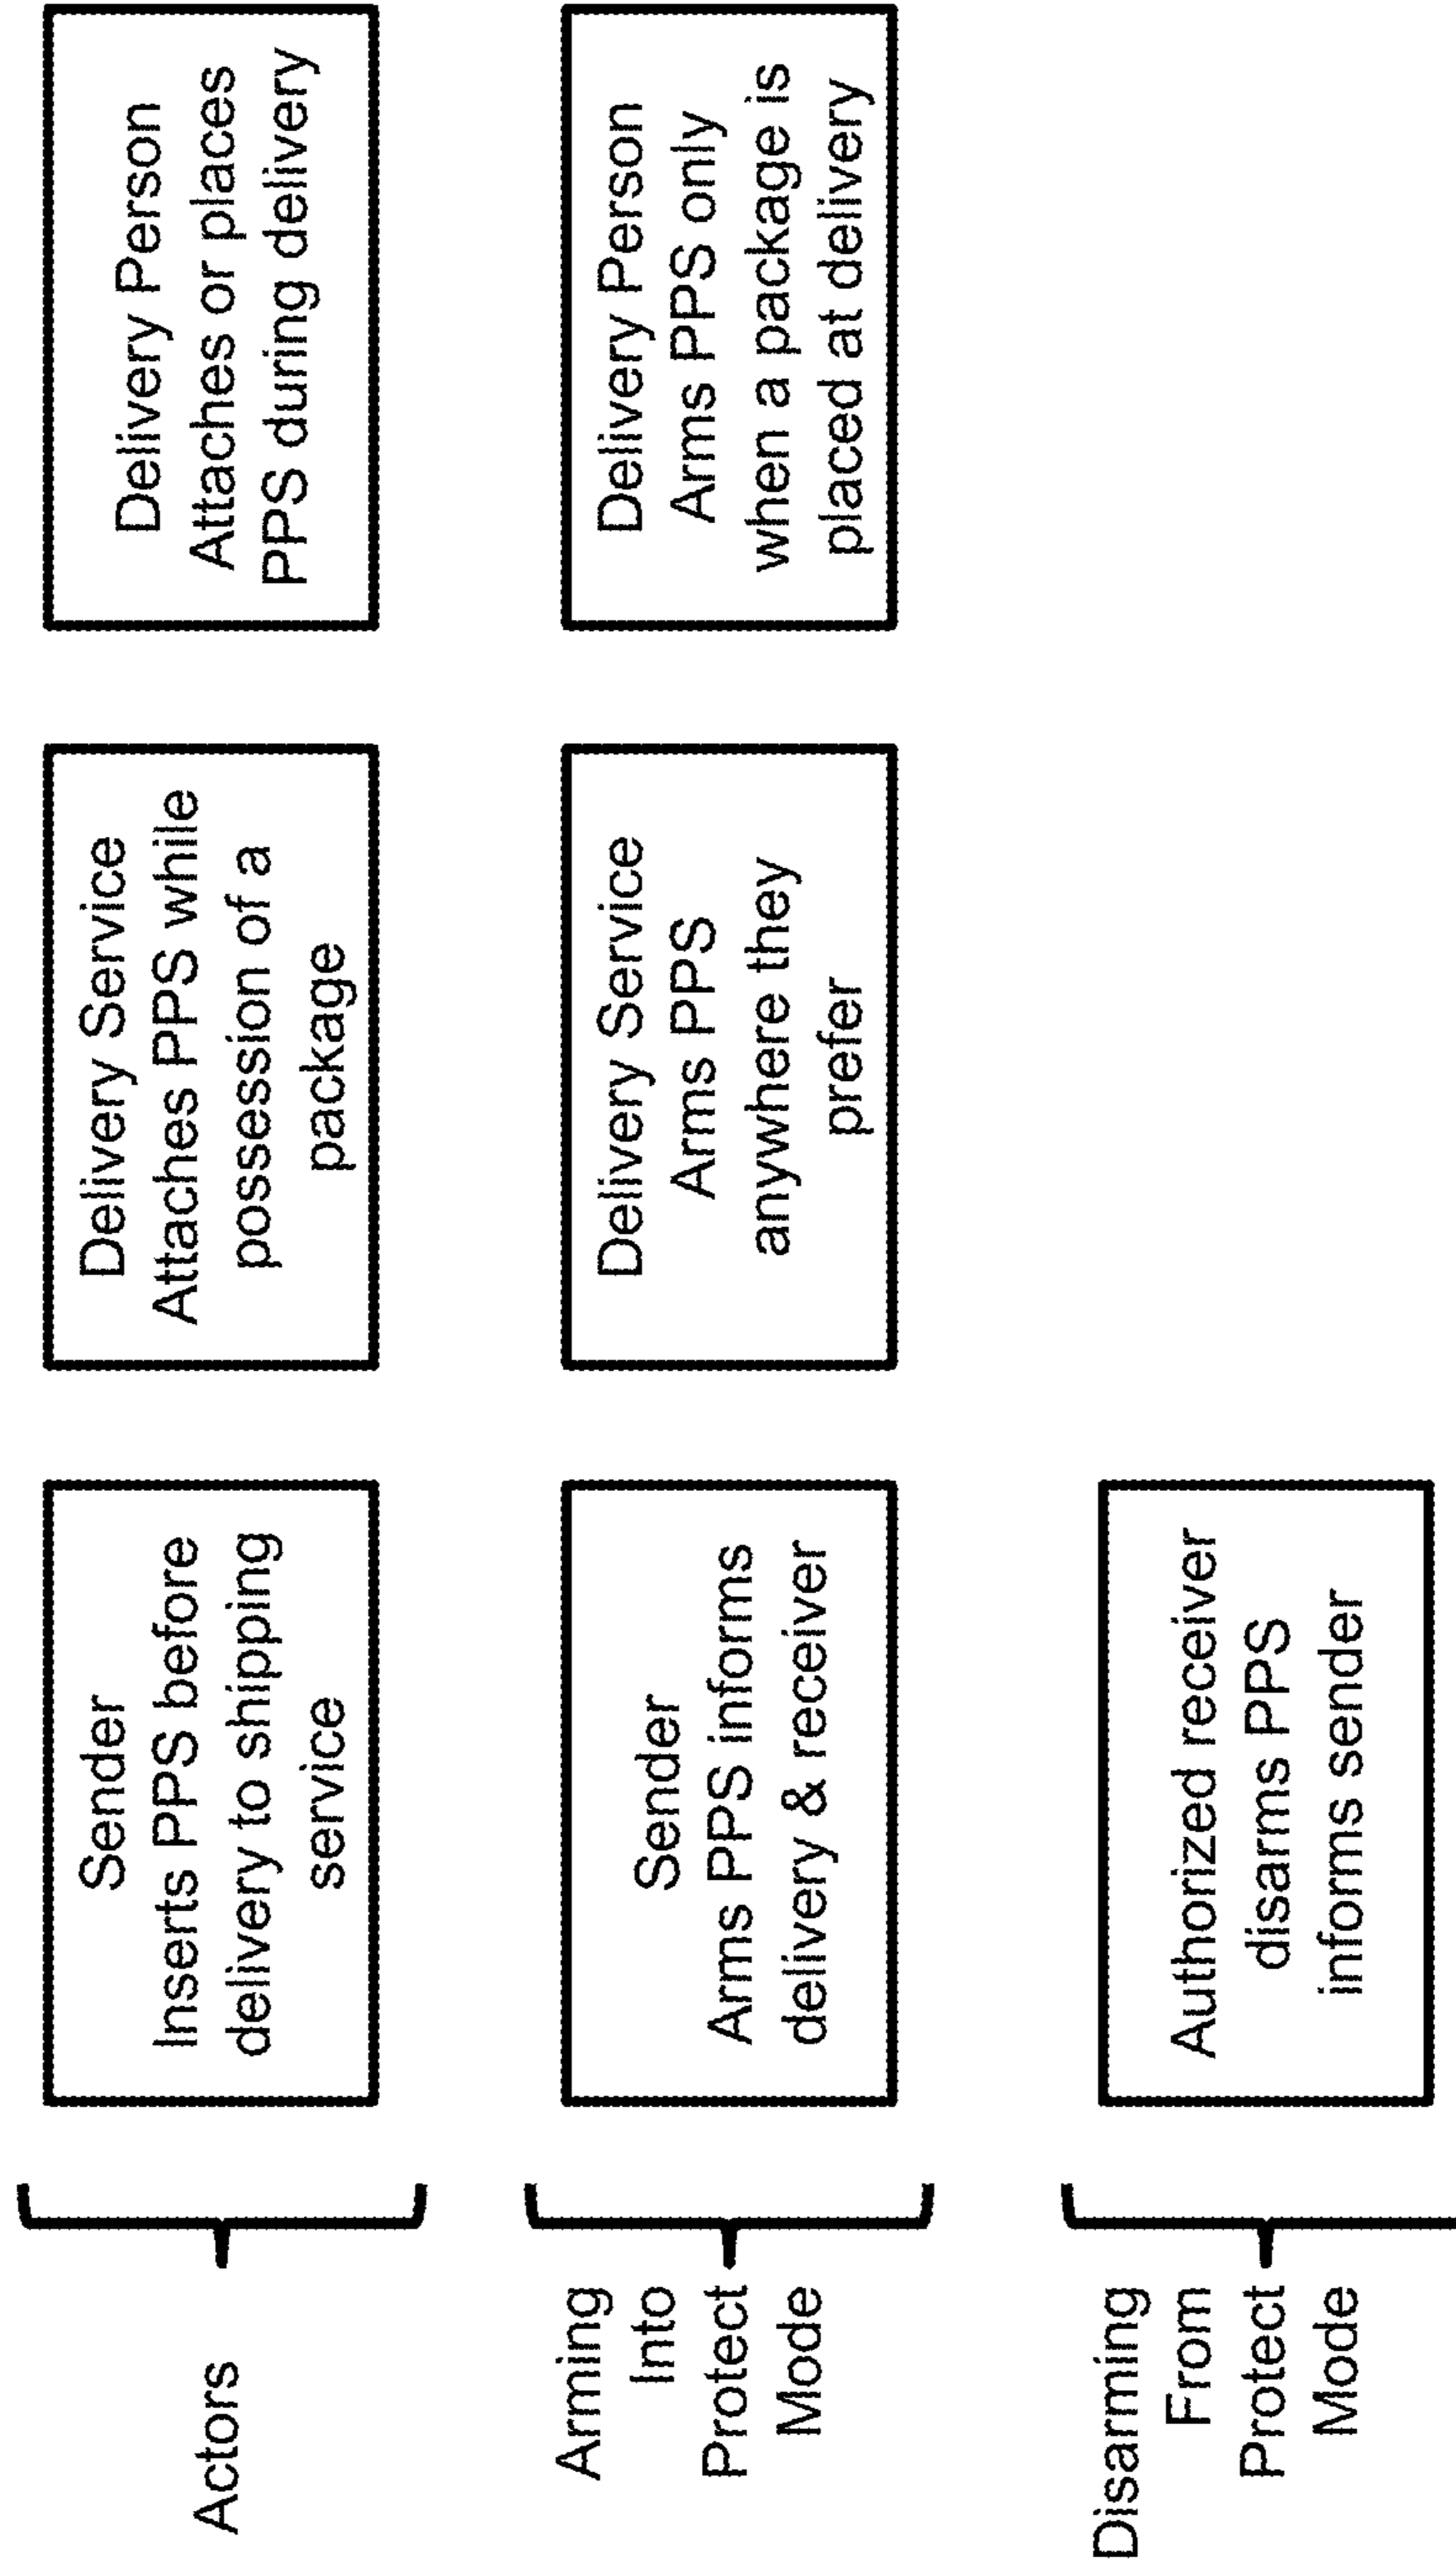 Actors
Sender
Inserts PPS before
delivery to shipping
service
Delivery Service
Attaches PPS while
possession of a
package
Delivery Person
Attaches or places
PPS during delivery
Arming
Into
Protect
Mode
Sender
Arms PPS informs
delivery & receiver
Delivery Service
Arms PPS
anywhere they
prefer
Delivery Person
Arms PPS only
when a package is
placed at delivery
Disarming
From
Protect
Mode
Authorized receiver
disarms PPS
informs sender